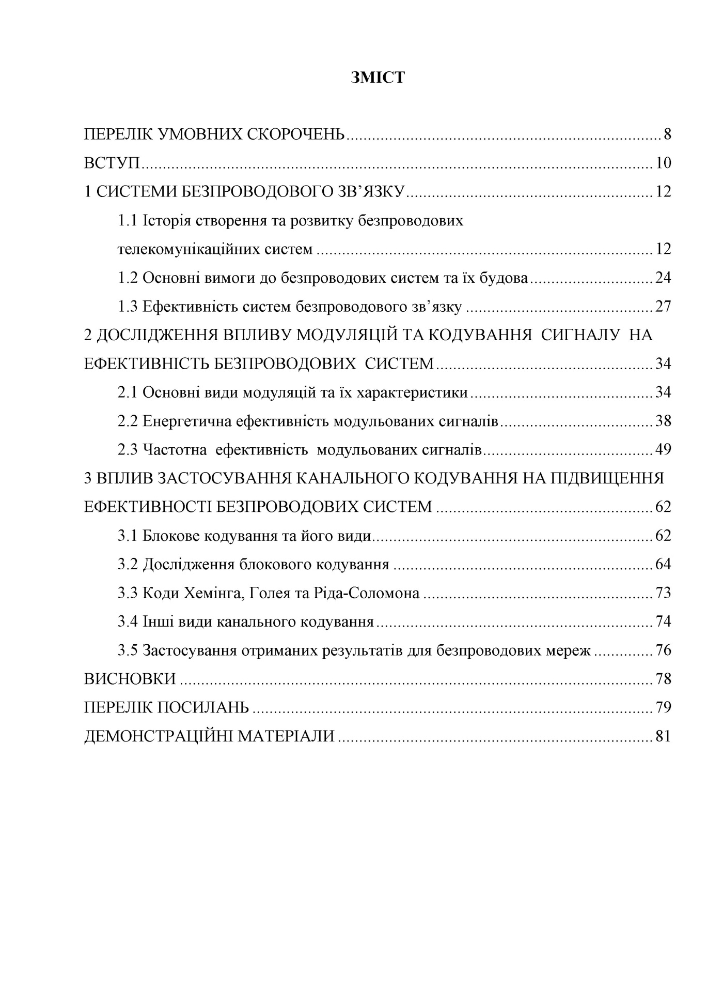 ЗМІСТ
ПЕРЕЛІК УМОВНИХ СКОРОЧЕНЬ........................................................................... 8
ВСТУП......................................................................................................................... 10
1 СИСТЕМИ БЕЗПРОВОДОВОГО ЗВ’ЯЗКУ.......................................................... 12
1.1 Історія створення та розвитку безпроводових
телекомунікаційних систем ................................................................................ 12
1.2 Основні вимоги до безпроводових систем та їх будова............................. 24
1.3 Ефективність систем безпроводового зв’язку ............................................ 27
2 ДОСЛІДЖЕННЯ ВПЛИВУ МОДУЛЯЦІЙ ТА КОДУВАННЯ  СИГНАЛУ  НА
ЕФЕКТИВНІСТЬ БЕЗПРОВОДОВИХ  СИСТЕМ................................................... 34
2.1 Основні види модуляцій та їх характеристики........................................... 34
2.2 Енергетична ефективність модульованих сигналів.................................... 38
2.3 Частотна  ефективність  модульованих сигналів........................................ 49
3 ВПЛИВ ЗАСТОСУВАННЯ КАНАЛЬНОГО КОДУВАННЯ НА ПІДВИЩЕННЯ
ЕФЕКТИВНОСТІ БЕЗПРОВОДОВИХ СИСТЕМ ................................................... 62
3.1 Блокове кодування та його види.................................................................. 62
3.2 Дослідження блокового кодування ............................................................. 64
3.3 Коди Хемінга, Голея та Ріда-Соломона ...................................................... 73
3.4 Інші види канального кодування................................................................. 74
3.5 Застосування отриманих результатів для безпроводових мереж .............. 76
ВИСНОВКИ ............................................................................................................... 78
ПЕРЕЛІК ПОСИЛАНЬ .............................................................................................. 79
ДЕМОНСТРАЦІЙНІ МАТЕРІАЛИ .......................................................................... 81